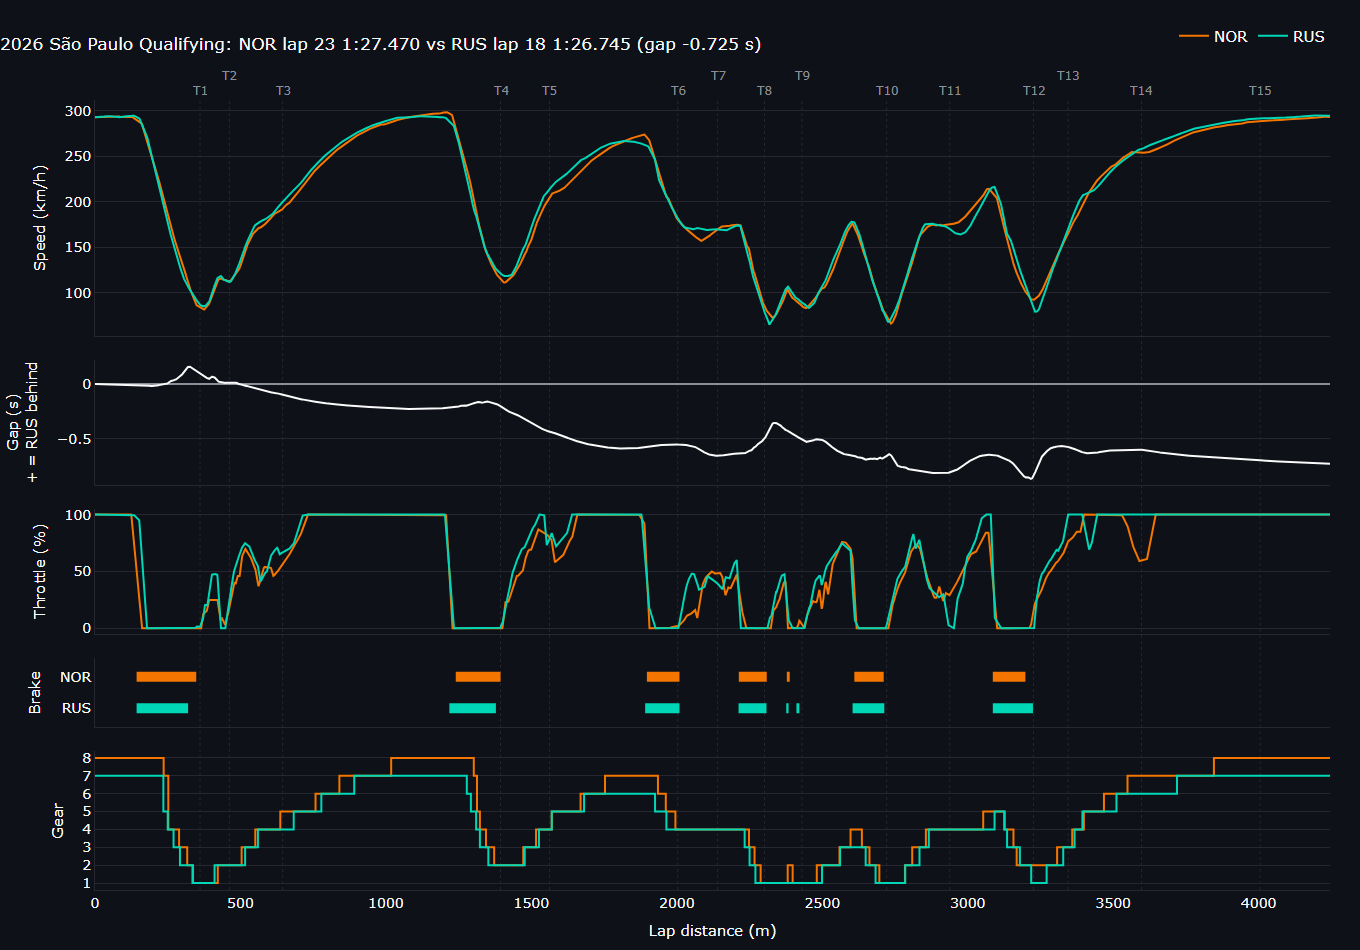 2026 São Paulo Qualifying: NOR lap 23 1:27.470 vs RUS lap 18 1:26.745 (gap -0.725 s)
NOR RUS
T2 T7 T9 T13
T1 T3 T4 T5 T6 T8 T10 T11 T12 T14 T15
Speed (km/h)
300
250
200
150
100
Gap (s)
+ = RUS behind
0
−0.5
Throttle (%)
100
50
0
Brake
NOR
RUS
Gear
8
7
6
5
4
3
2
1
0 500 1000 1500 2000 2500 3000 3500 4000
Lap distance (m)